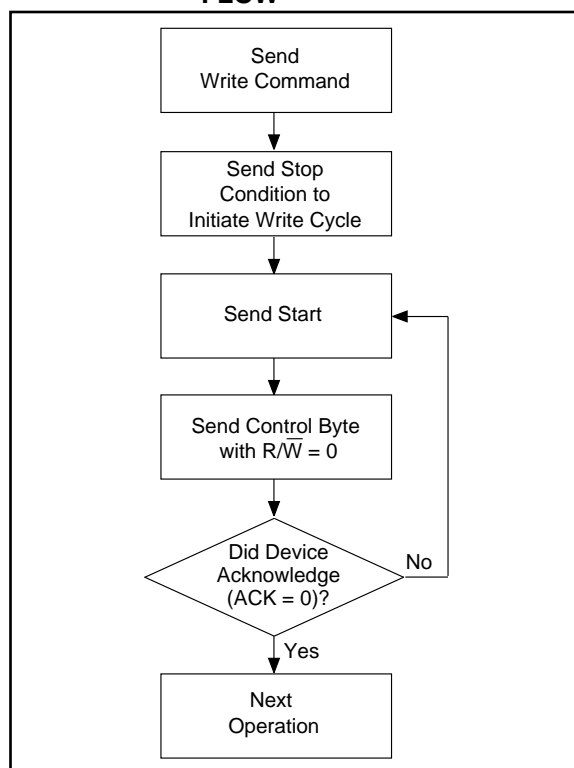 Send
Write Command
Send Stop
Condition to
Initiate Write Cycle
Send Start
Send Control Byte
with R/W̅ = 0
Did Device
Acknowledge
(ACK = 0)?
No
Yes
Next
Operation